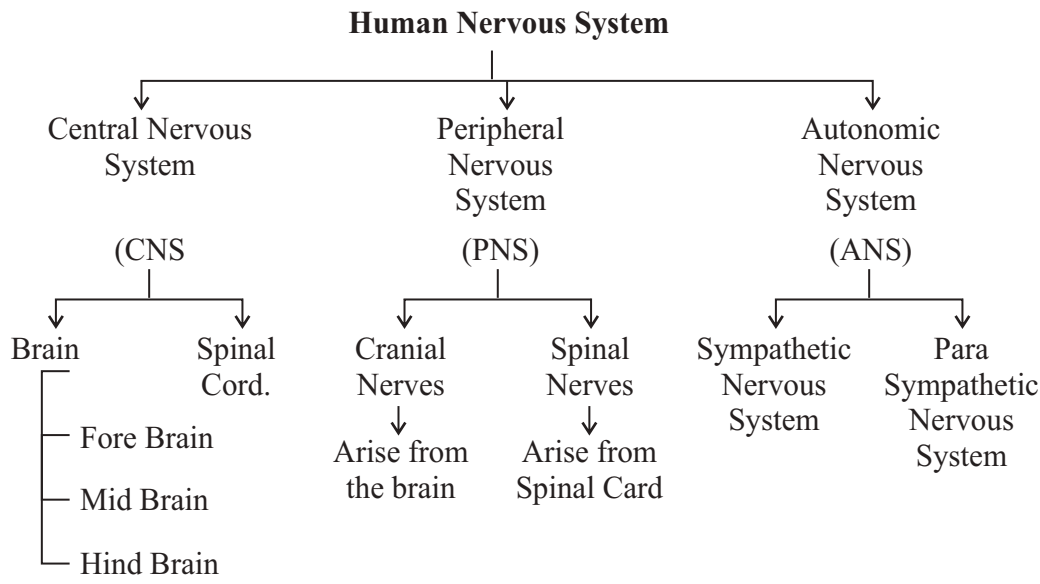 Human Nervous System
Central Nervous
System
Peripheral
Nervous
System
Autonomic
Nervous
System
(CNS
(PNS)
(ANS)
Brain
Spinal
Cord.
Cranial
Nerves
Spinal
Nerves
Sympathetic
Nervous
System
Para
Sympathetic
Nervous
System
Fore Brain
Mid Brain
Hind Brain
Arise from
the brain
Arise from
Spinal Card